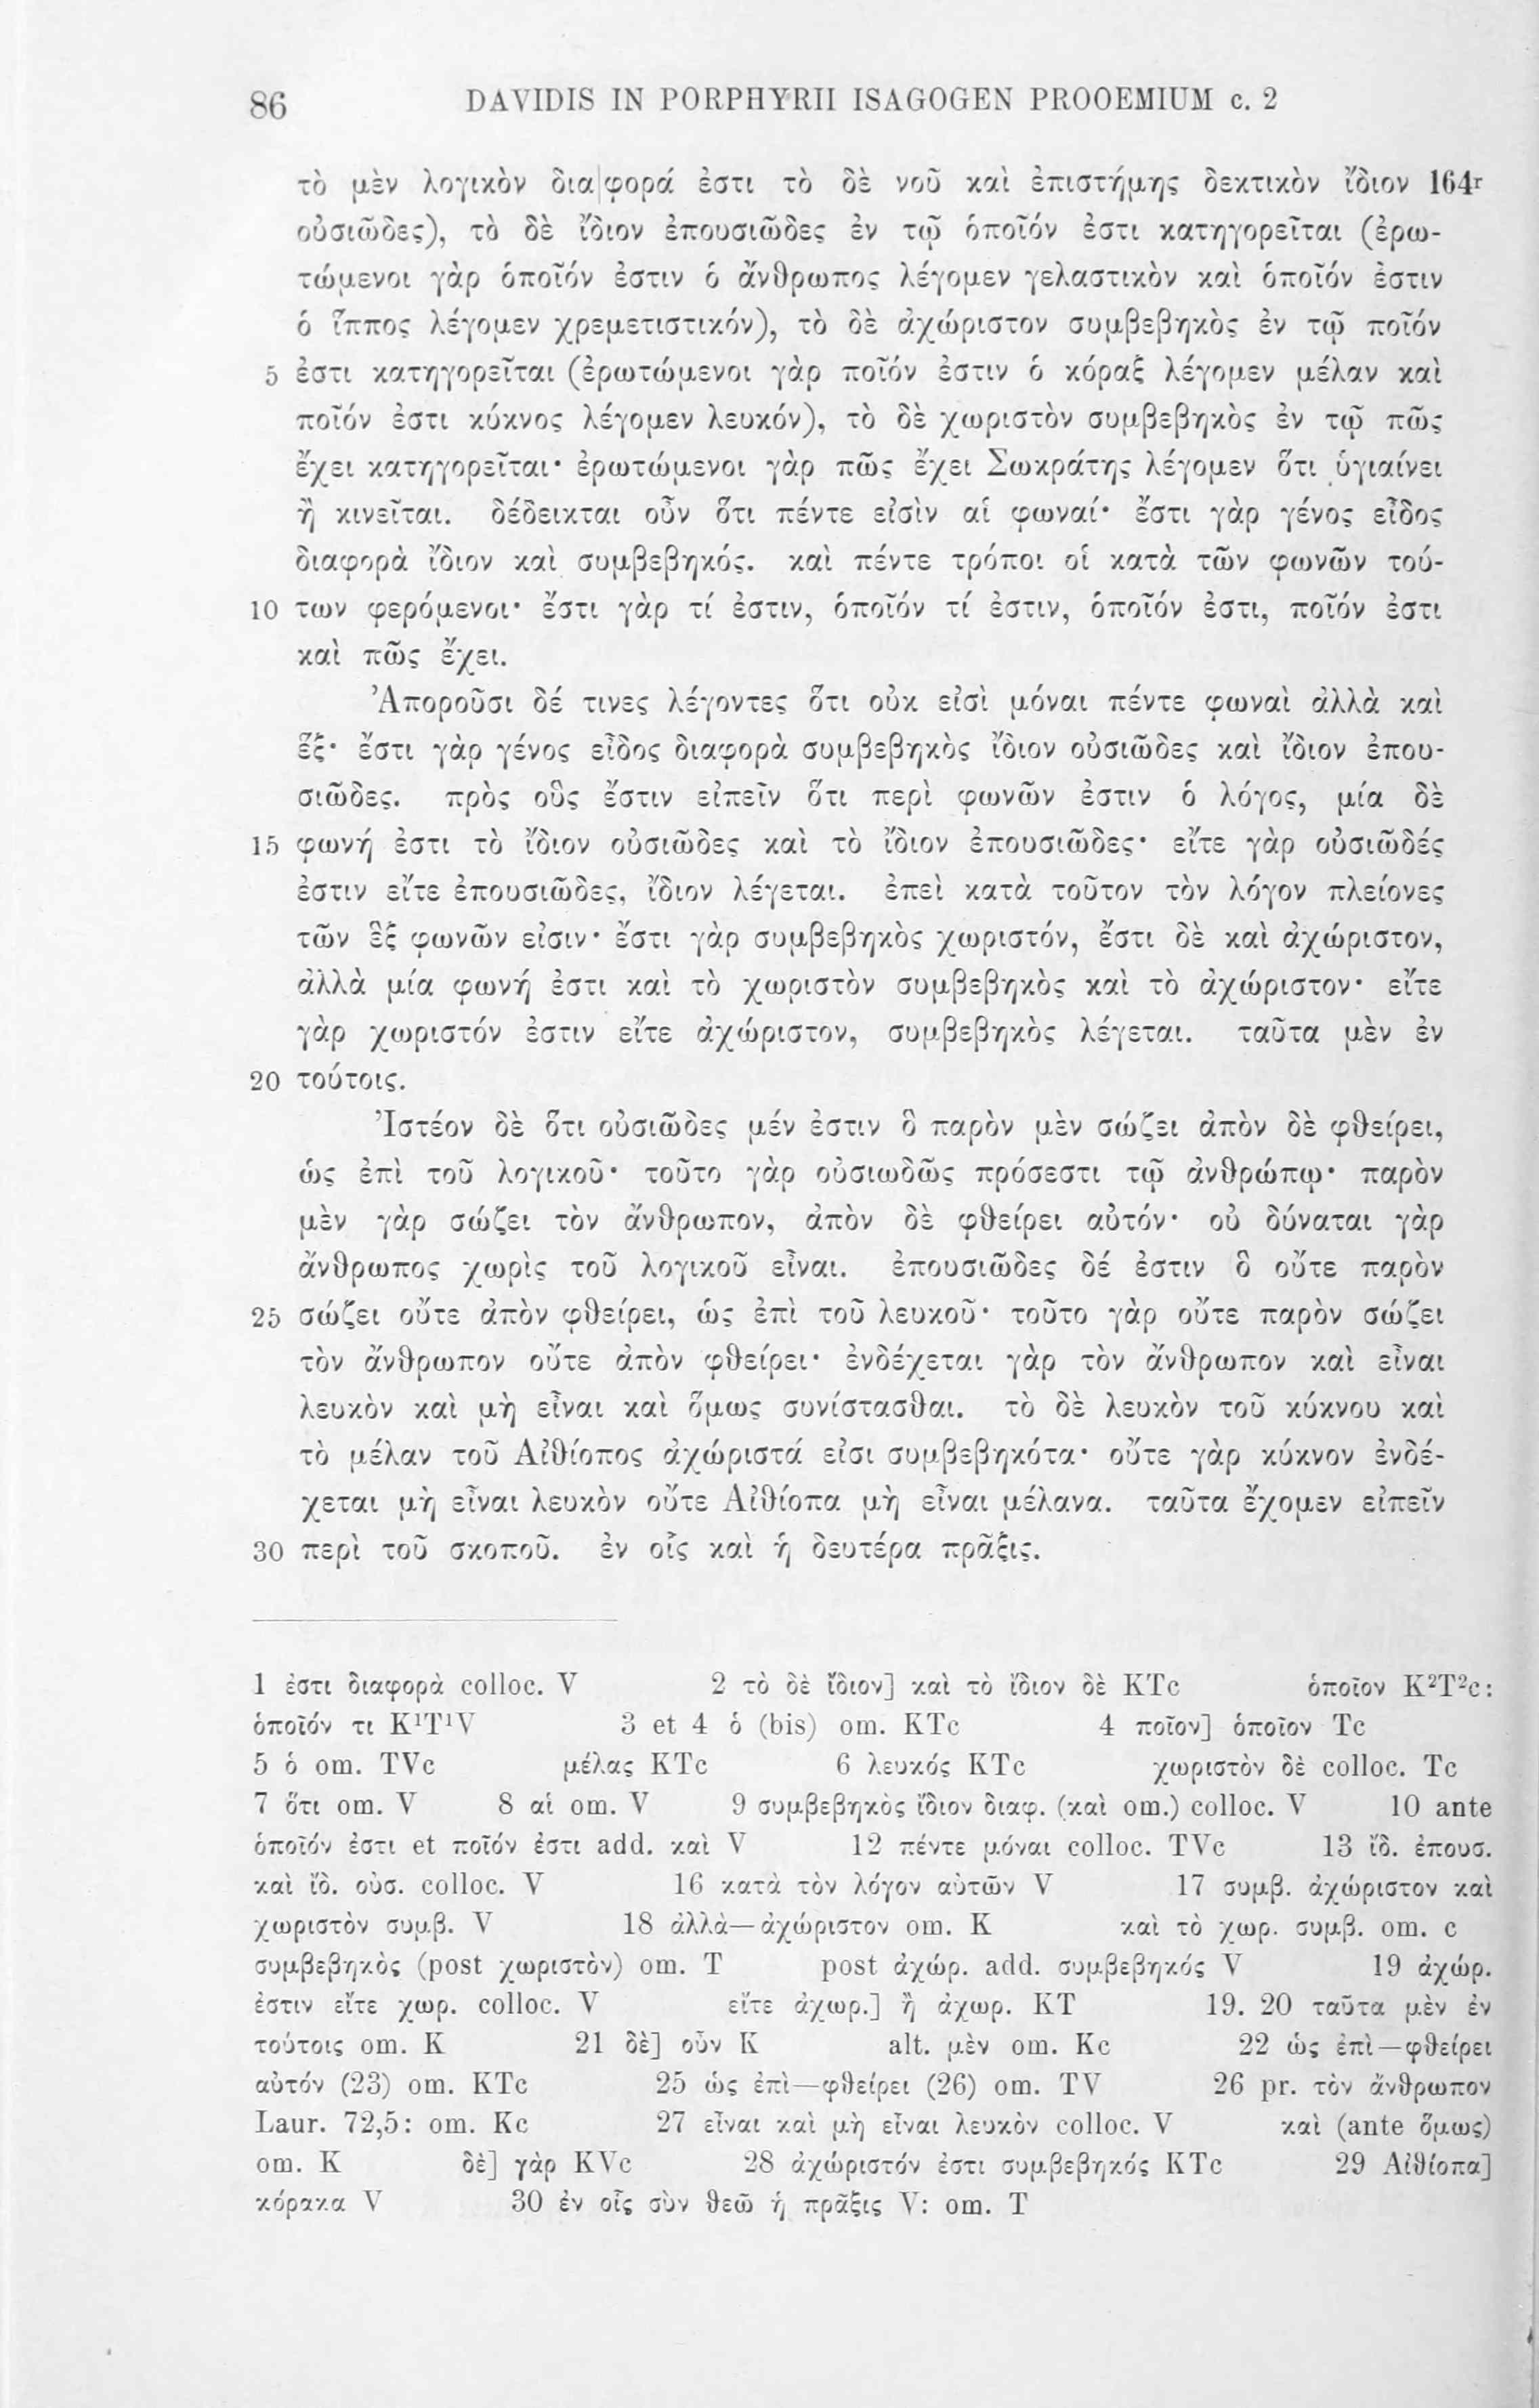 86 DAVIDIS IN PORPHYRII ISAGOGEN PROOEMIUM c. 2
τὸ μὲν λογικὸν δια|φορά ἐστι τὸ δὲ νοῦ καὶ ἐπιστήμης δεκτικὸν ἴδιον 164r
οὐσιῶδες), τὸ δὲ ἴδιον ἐπουσιῶδες ἐν τῷ ὁποῖόν ἐστι κατηγορεῖται (ἐρω-
τώμενοι γὰρ ὁποῖόν ἐστιν ὁ ἄνθρωπος λέγομεν γελαστικὸν καὶ ὁποῖόν ἐστιν
ὁ ἵππος λέγομεν χρεμετιστικόν), τὸ δὲ ἀχώριστον συμβεβηκὸς ἐν τῷ ποῖόν
5 ἐστι κατηγορεῖται (ἐρωτώμενοι γὰρ ποῖόν ἐστιν ὁ κόραξ λέγομεν μέλαν καὶ
ποῖόν ἐστι κύκνος λέγομεν λευκόν), τὸ δὲ χωριστὸν συμβεβηκὸς ἐν τῷ πῶς
ἔχει κατηγορεῖται· ἐρωτώμενοι γὰρ πῶς ἔχει Σωκράτης λέγομεν ὅτι ὑγιαίνει
ἢ κινεῖται. δέδεικται οὖν ὅτι πέντε εἰσὶν αἱ φωναί· ἔστι γὰρ γένος εἶδος
διαφορὰ ἴδιον καὶ συμβεβηκός. καὶ πέντε τρόποι οἱ κατὰ τῶν φωνῶν τού-
10 των φερόμενοι· ἔστι γὰρ τί ἐστιν, ὁποῖόν τί ἐστιν, ὁποῖόν ἐστι, ποῖόν ἐστι
καὶ πῶς ἔχει.
Ἀποροῦσι δέ τινες λέγοντες ὅτι οὐκ εἰσὶ μόναι πέντε φωναὶ ἀλλὰ καὶ
ἕξ· ἔστι γὰρ γένος εἶδος διαφορὰ συμβεβηκὸς ἴδιον οὐσιῶδες καὶ ἴδιον ἐπου-
σιῶδες. πρὸς οὓς ἔστιν εἰπεῖν ὅτι περὶ φωνῶν ἐστιν ὁ λόγος, μία δὲ
15 φωνή ἐστι τὸ ἴδιον οὐσιῶδες καὶ τὸ ἴδιον ἐπουσιῶδες· εἴτε γὰρ οὐσιῶδές
ἐστιν εἴτε ἐπουσιῶδες, ἴδιον λέγεται. ἐπεὶ κατὰ τοῦτον τὸν λόγον πλείονες
τῶν ἓξ φωνῶν εἰσιν· ἔστι γὰρ συμβεβηκὸς χωριστόν, ἔστι δὲ καὶ ἀχώριστον,
ἀλλὰ μία φωνή ἐστι καὶ τὸ χωριστὸν συμβεβηκὸς καὶ τὸ ἀχώριστον· εἴτε
γὰρ χωριστόν ἐστιν εἴτε ἀχώριστον, συμβεβηκὸς λέγεται. ταῦτα μὲν ἐν
20 τούτοις.
Ἰστέον δὲ ὅτι οὐσιῶδες μέν ἐστιν ὃ παρὸν μὲν σώζει ἀπὸν δὲ φθείρει,
ὡς ἐπὶ τοῦ λογικοῦ· τοῦτο γὰρ οὐσιωδῶς πρόσεστι τῷ ἀνθρώπῳ· παρὸν
μὲν γὰρ σώζει τὸν ἄνθρωπον, ἀπὸν δὲ φθείρει αὐτόν· οὐ δύναται γὰρ
ἄνθρωπος χωρὶς τοῦ λογικοῦ εἶναι. ἐπουσιῶδες δέ ἐστιν ὃ οὔτε παρὸν
25 σώζει οὔτε ἀπὸν φθείρει, ὡς ἐπὶ τοῦ λευκοῦ· τοῦτο γὰρ οὔτε παρὸν σώζει
τὸν ἄνθρωπον οὔτε ἀπὸν φθείρει· ἐνδέχεται γὰρ τὸν ἄνθρωπον καὶ εἶναι
λευκὸν καὶ μὴ εἶναι καὶ ὅμως συνίστασθαι. τὸ δὲ λευκὸν τοῦ κύκνου καὶ
τὸ μέλαν τοῦ Αἰθίοπος ἀχώριστά εἰσι συμβεβηκότα· οὔτε γὰρ κύκνον ἐνδέ-
χεται μὴ εἶναι λευκὸν οὔτε Αἰθίοπα μὴ εἶναι μέλανα. ταῦτα ἔχομεν εἰπεῖν
30 περὶ τοῦ σκοποῦ. ἐν οἷς καὶ ἡ δευτέρα πρᾶξις.
1 ἐστι διαφορὰ colloc. V 2 τὸ δὲ ἴδιον] καὶ τὸ ἴδιον δὲ KTc ὁποῖον K²T²c:
ὁποῖόν τι K¹T¹V 3 et 4 ὁ (bis) om. KTc 4 ποῖον] ὁποῖον Tc
5 ὁ om. TVc μέλας KTc 6 λευκός KTc χωριστὸν δὲ colloc. Tc
7 ὅτι om. V 8 αἱ om. V 9 συμβεβηκὸς ἴδιον διαφ. (καὶ om.) colloc. V 10 ante
ὁποῖόν ἐστι et ποῖόν ἐστι add. καὶ V 12 πέντε μόναι colloc. TVc 13 ἴδ. ἐπουσ.
καὶ ἴδ. οὐσ. colloc. V 16 κατὰ τὸν λόγον αὐτῶν V 17 συμβ. ἀχώριστον καὶ
χωριστὸν συμβ. V 18 ἀλλὰ—ἀχώριστον om. K καὶ τὸ χωρ. συμβ. om. c
συμβεβηκὸς (post χωριστὸν) om. T post ἀχώρ. add. συμβεβηκός V 19 ἀχώρ.
ἐστιν εἴτε χωρ. colloc. V εἴτε ἀχωρ.] ἢ ἀχωρ. KT 19. 20 ταῦτα μὲν ἐν
τούτοις om. K 21 δὲ] οὖν K alt. μὲν om. Kc 22 ὡς ἐπὶ—φθείρει
αὐτόν (23) om. KTc 25 ὡς ἐπὶ—φθείρει (26) om. TV 26 pr. τὸν ἄνθρωπον
Laur. 72,5: om. Kc 27 εἶναι καὶ μὴ εἶναι λευκὸν colloc. V καὶ (ante ὅμως)
om. K δὲ] γὰρ KVc 28 ἀχώριστόν ἐστι συμβεβηκός KTc 29 Αἰθίοπα]
κόρακα V 30 ἐν οἷς σὺν θεῷ ἡ πρᾶξις V: om. T